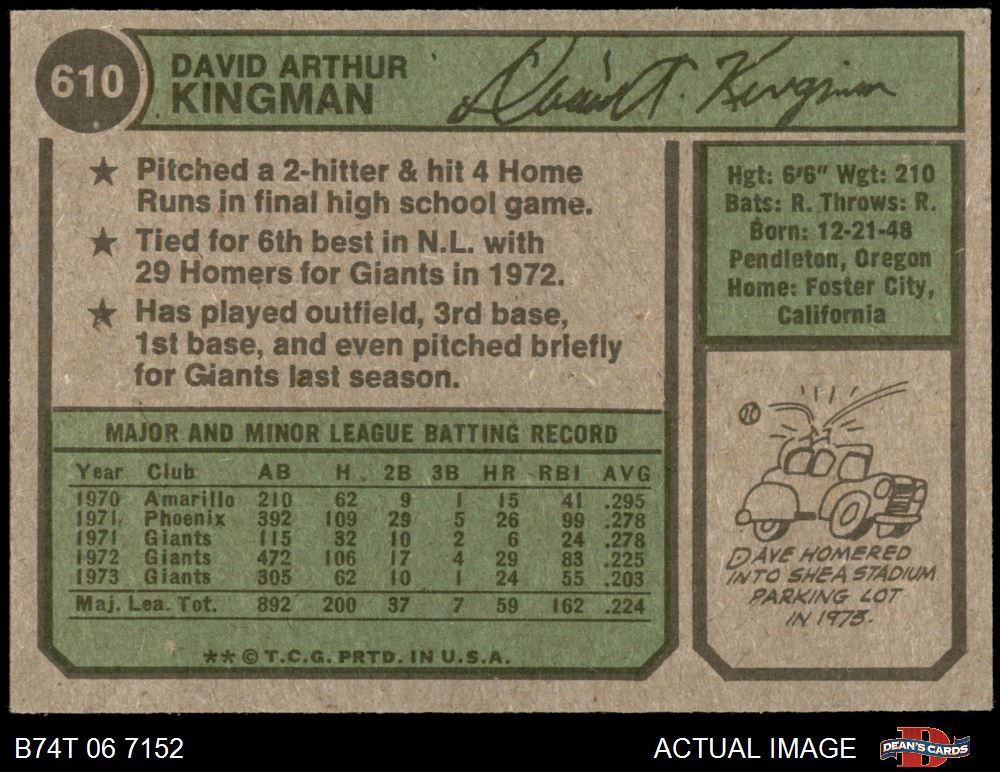 610
DAVID ARTHUR
KINGMAN
David A. Kingman
★ Pitched a 2-hitter & hit 4 Home
Runs in final high school game.
★ Tied for 6th best in N.L. with
29 Homers for Giants in 1972.
★ Has played outfield, 3rd base,
1st base, and even pitched briefly
for Giants last season.
Hgt: 6'6" Wgt: 210
Bats: R. Throws: R.
Born: 12-21-48
Pendleton, Oregon
Home: Foster City,
California
MAJOR AND MINOR LEAGUE BATTING RECORD
Year Club AB H 2B 3B HR RBI AVG
1970 Amarillo 210 62 9 1 15 41 .295
1971 Phoenix 392 109 29 5 26 99 .278
1971 Giants 115 32 10 2 6 24 .278
1972 Giants 472 106 17 4 29 83 .225
1973 Giants 305 62 10 1 24 55 .203
Maj. Lea. Tot. 892 200 37 7 59 162 .224
** © T.C.G. PRTD. IN U.S.A.
DAVE HOMERED
INTO SHEA STADIUM
PARKING LOT
IN 1973.
B74T 06 7152
ACTUAL IMAGE
D
DEAN'S CARDS